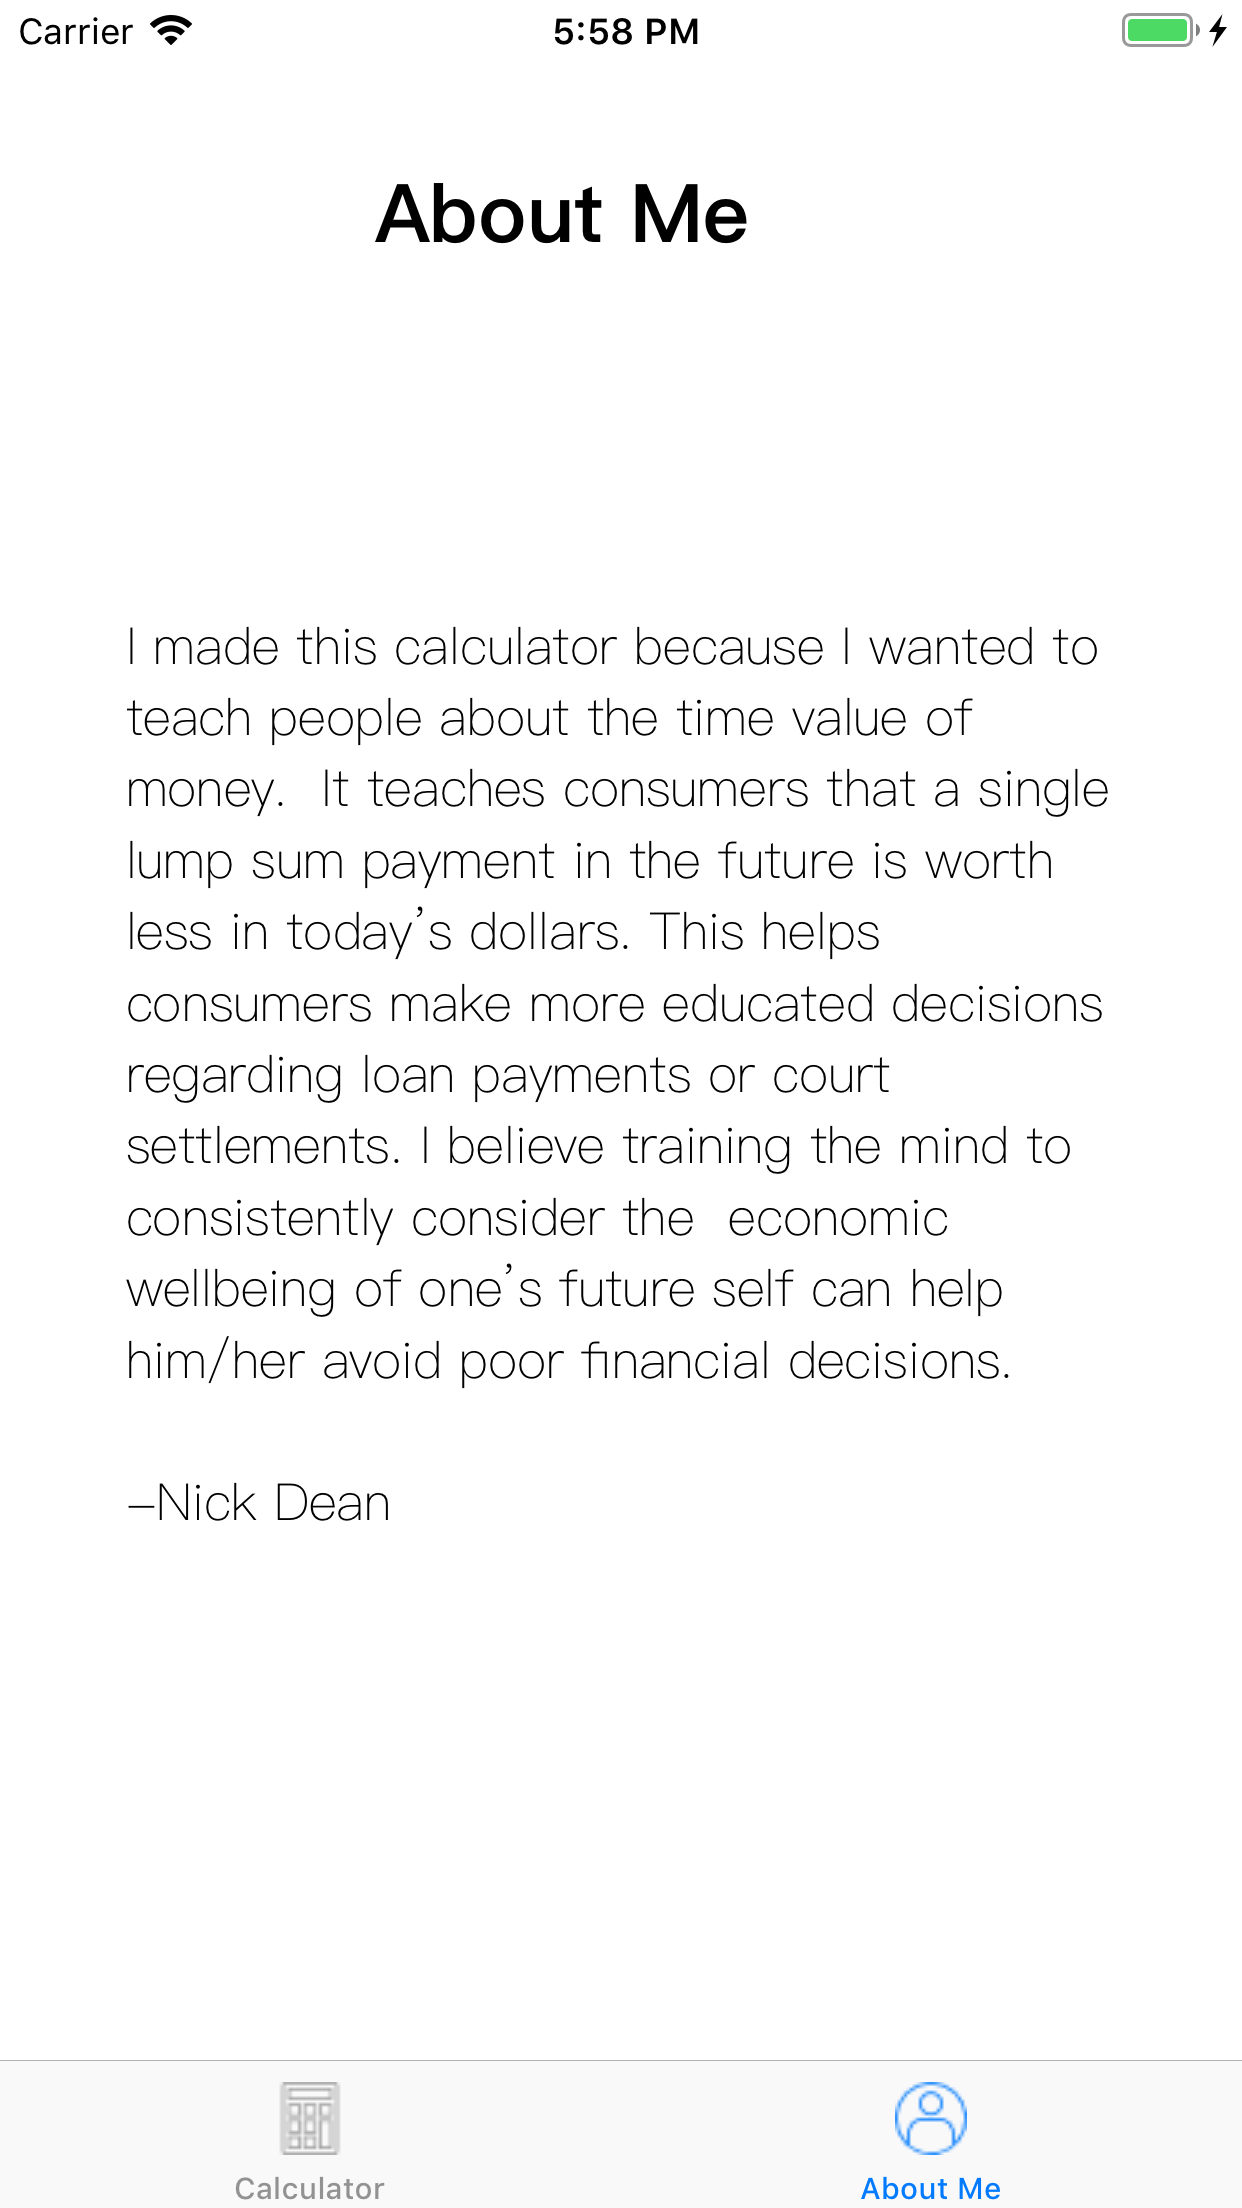 Carrier 5:58 PM
About Me
I made this calculator because I wanted to
teach people about the time value of
money.  It teaches consumers that a single
lump sum payment in the future is worth
less in today’s dollars. This helps
consumers make more educated decisions
regarding loan payments or court
settlements. I believe training the mind to
consistently consider the  economic
wellbeing of one’s future self can help
him/her avoid poor financial decisions.
–Nick Dean
Calculator About Me